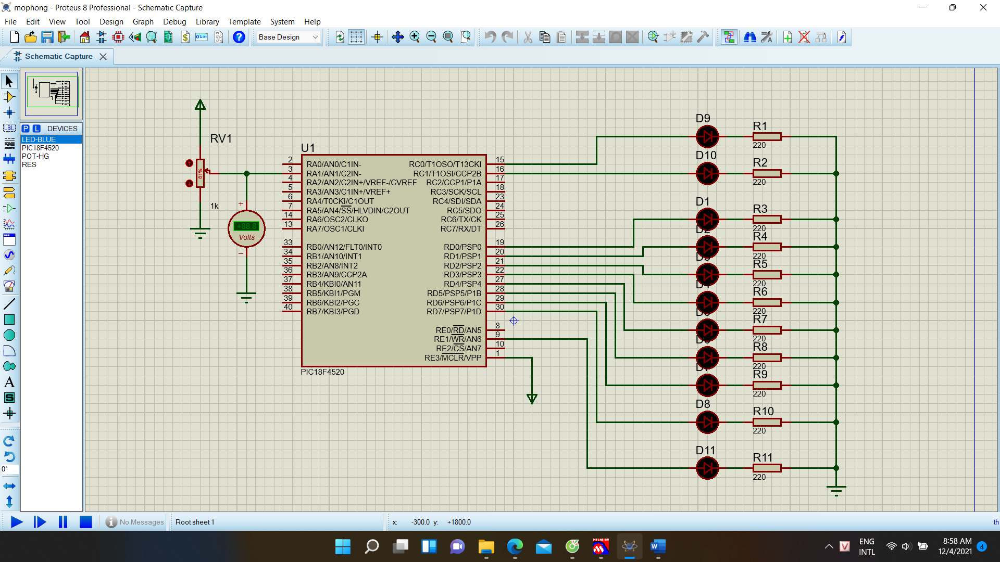 mophong - Proteus 8 Professional - Schematic Capture
File Edit View Tool Design Graph Debug Library Template System Help
Base Design
Schematic Capture
P L DEVICES
LED-BLUE
PIC18F4520
POT-HG
RES
LBL
A
S
0°
RV1
61%
1k
+88.8
Volts
U1
2 RA0/AN0/C1IN-
3 RA1/AN1/C2IN-
4 RA2/AN2/C2IN+/VREF-/CVREF
5 RA3/AN3/C1IN+/VREF+
6 RA4/T0CKI/C1OUT
7 RA5/AN4/SS/HLVDIN/C2OUT
14 RA6/OSC2/CLKO
13 RA7/OSC1/CLKI
33 RB0/AN12/FLT0/INT0
34 RB1/AN10/INT1
35 RB2/AN8/INT2
36 RB3/AN9/CCP2A
37 RB4/KBI0/AN11
38 RB5/KBI1/PGM
39 RB6/KBI2/PGC
40 RB7/KBI3/PGD
RC0/T1OSO/T13CKI 15
RC1/T1OSI/CCP2B 16
RC2/CCP1/P1A 17
RC3/SCK/SCL 18
RC4/SDI/SDA 23
RC5/SDO 24
RC6/TX/CK 25
RC7/RX/DT 26
RD0/PSP0 19
RD1/PSP1 20
RD2/PSP2 21
RD3/PSP3 22
RD4/PSP4 27
RD5/PSP5/P1B 28
RD6/PSP6/P1C 29
RD7/PSP7/P1D 30
RE0/RD/AN5 8
RE1/WR/AN6 9
RE2/CS/AN7 10
RE3/MCLR/VPP 1
PIC18F4520
D9 R1
220
D10 R2
220
D1 R3
220
D2 R4
220
D3 R5
220
D4 R6
220
R7
220
D6 R8
220
R9
220
D8 R10
220
D11 R11
220
No Messages
Root sheet 1
x: -300.0 y: +1800.0
th
ENG
INTL
8:58 AM
12/4/2021
4